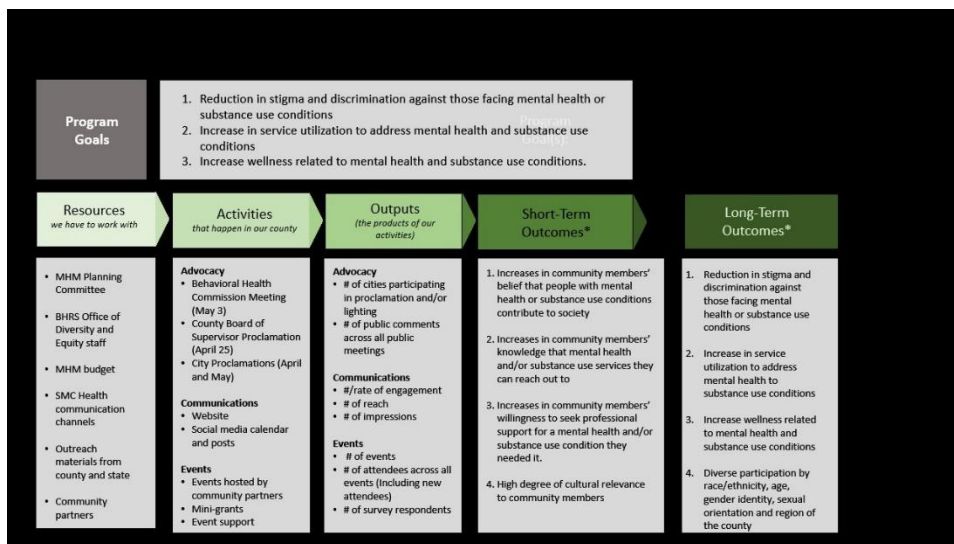 Program
Goals
1. Reduction in stigma and discrimination against those facing mental health or
substance use conditions
2. Increase in service utilization to address mental health and substance use
conditions
3. Increase wellness related to mental health and substance use conditions.
Program
Goal(s):
Resources
we have to work with
Activities
that happen in our county
Outputs
(the products of our
activities)
Short-Term
Outcomes*
Long-Term
Outcomes*
• MHM Planning
Committee
• BHRS Office of
Diversity and
Equity staff
• MHM budget
• SMC Health
communication
channels
• Outreach
materials from
county and state
• Community
partners
Advocacy
• Behavioral Health
Commission Meeting
(May 3)
• County Board of
Supervisor Proclamation
(April 25)
• City Proclamations (April
and May)
Communications
• Website
• Social media calendar
and posts
Events
• Events hosted by
community partners
• Mini-grants
• Event support
Advocacy
• # of cities participating
in proclamation and/or
lighting
• # of public comments
across all public
meetings
Communications
• #/rate of engagement
• # of reach
• # of impressions
Events
• # of events
• # of attendees across all
events (Including new
attendees)
• # of survey respondents
1. Increases in community members'
belief that people with mental
health or substance use conditions
contribute to society
2. Increases in community members'
knowledge that mental health
and/or substance use services they
can reach out to
3. Increases in community members'
willingness to seek professional
support for a mental health and/or
substance use condition they
needed it.
4. High degree of cultural relevance
to community members
1. Reduction in stigma and
discrimination against
those facing mental
health or substance use
conditions
2. Increase in service
utilization to address
mental health to
substance use
conditions
3. Increase wellness related
to mental health and
substance use conditions
4. Diverse participation by
race/ethnicity, age,
gender identity, sexual
orientation and region of
the county